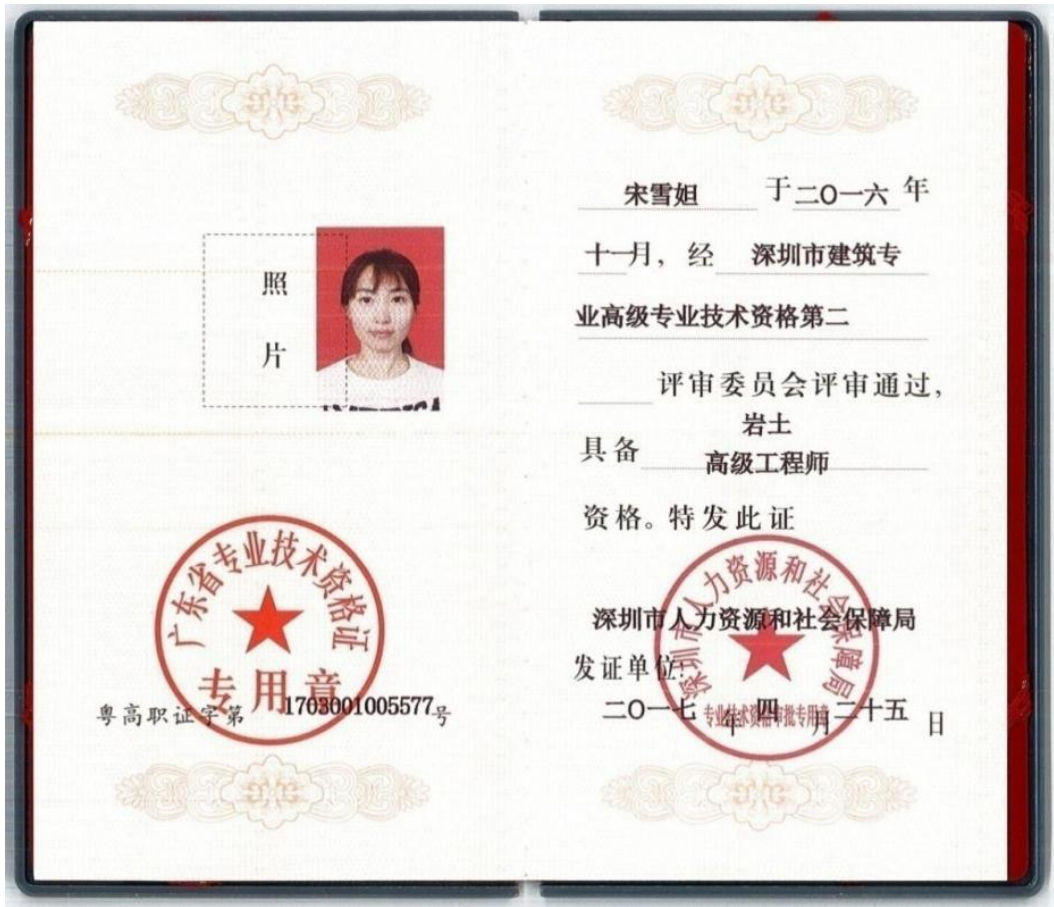 照
片
广东省专业技术资格证
专用章
粤高职证字第1703001005577号
宋雪妲 于二〇一六年
十一月，经 深圳市建筑专
业高级专业技术资格第二
评审委员会评审通过，
岩土
具备 高级工程师
资格。特发此证
深圳市人力资源和社会保障局
深圳市人力资源和社会保障局
发证单位：
专业技术资格审批专用章
二〇一七年四月二十五日